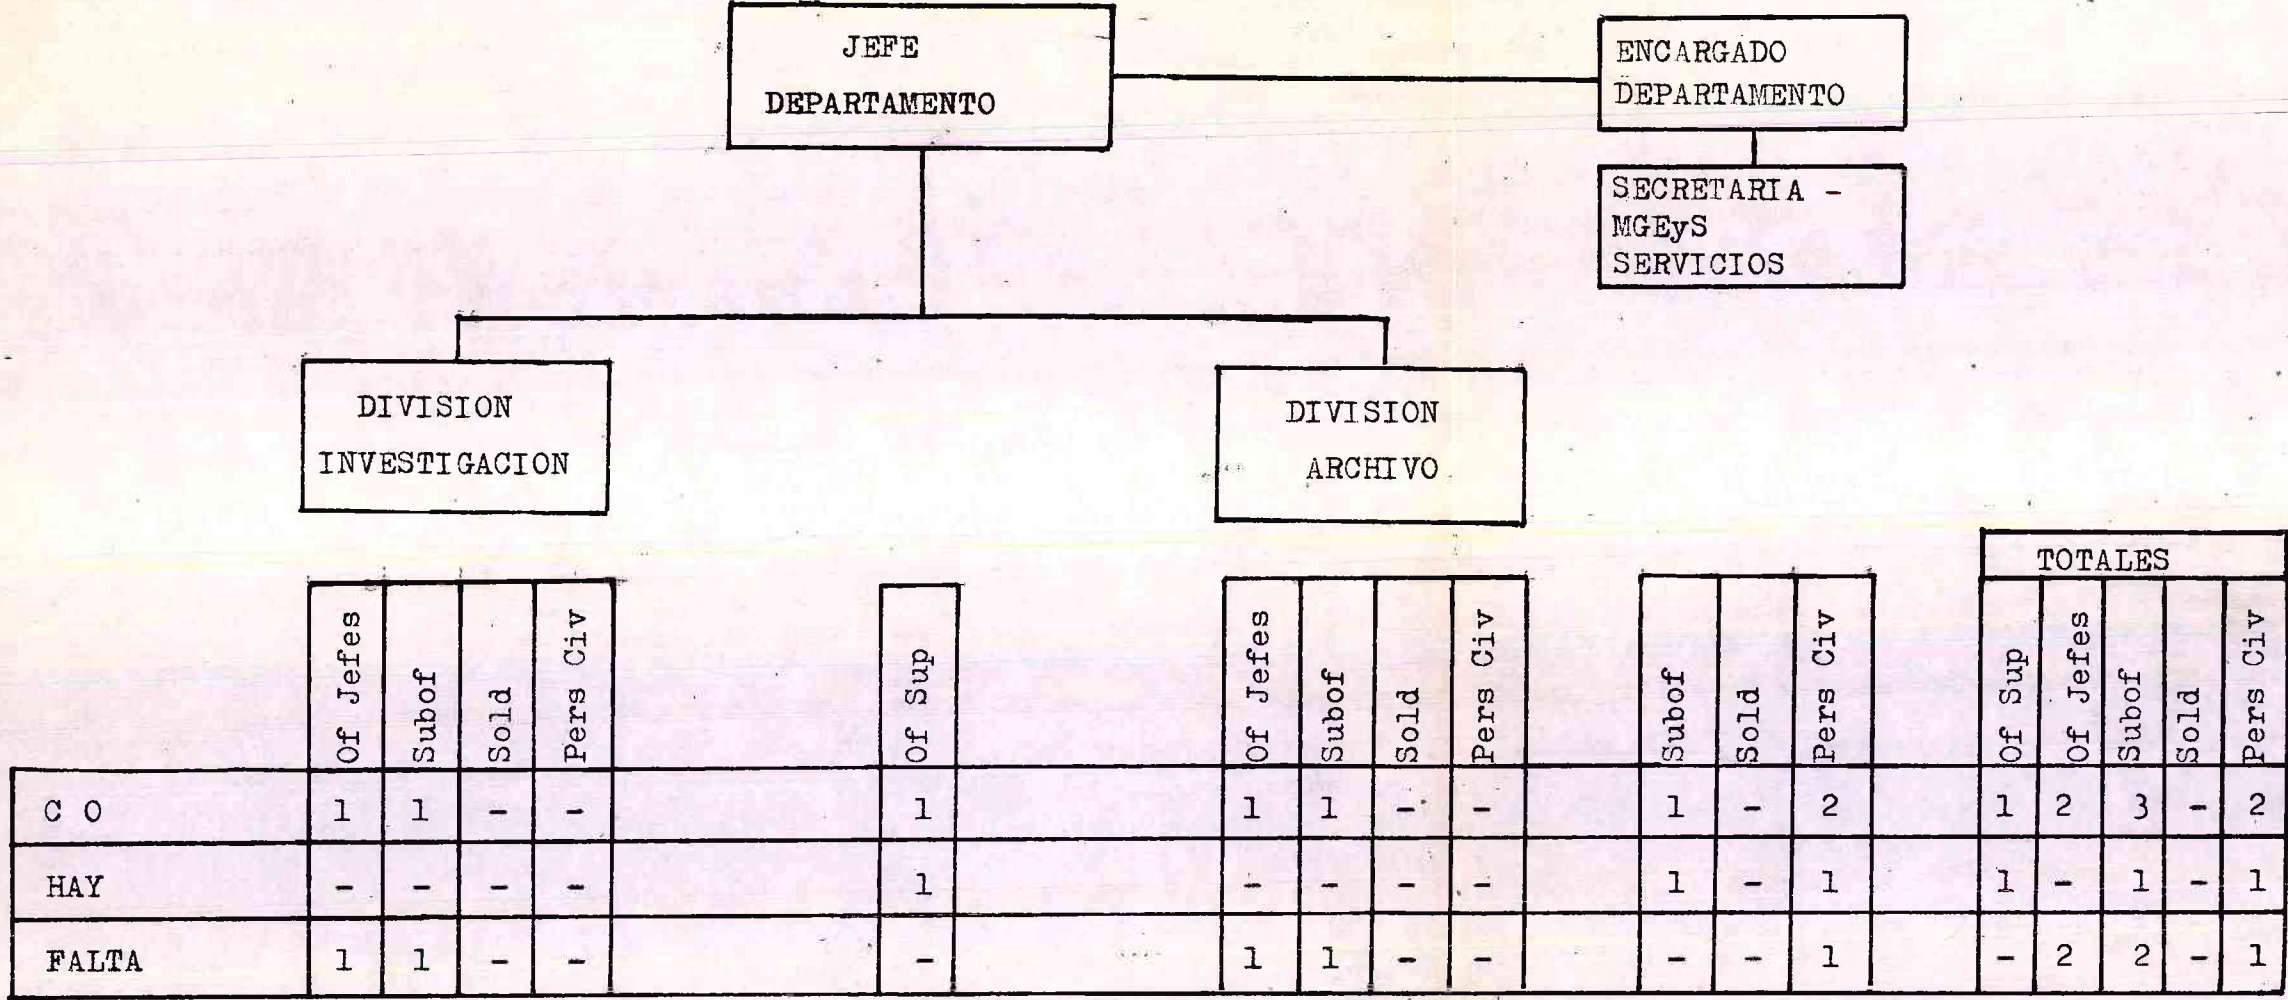 JEFE
DEPARTAMENTO
ENCARGADO
DEPARTAMENTO
SECRETARIA -
MGEyS
SERVICIOS
DIVISION
INVESTIGACION
DIVISION
ARCHIVO
TOTALES
Of Jefes Subof Sold Pers Civ Of Sup Of Jefes Subof Sold Pers Civ Subof Sold Pers Civ Of Sup Of Jefes Subof Sold Pers Civ
C O 1 1 - - 1 1 1 - - 1 - 2 1 2 3 - 2
HAY - - - - 1 - - - - 1 - 1 1 - 1 - 1
FALTA 1 1 - - - 1 1 - - - - 1 - 2 2 - 1